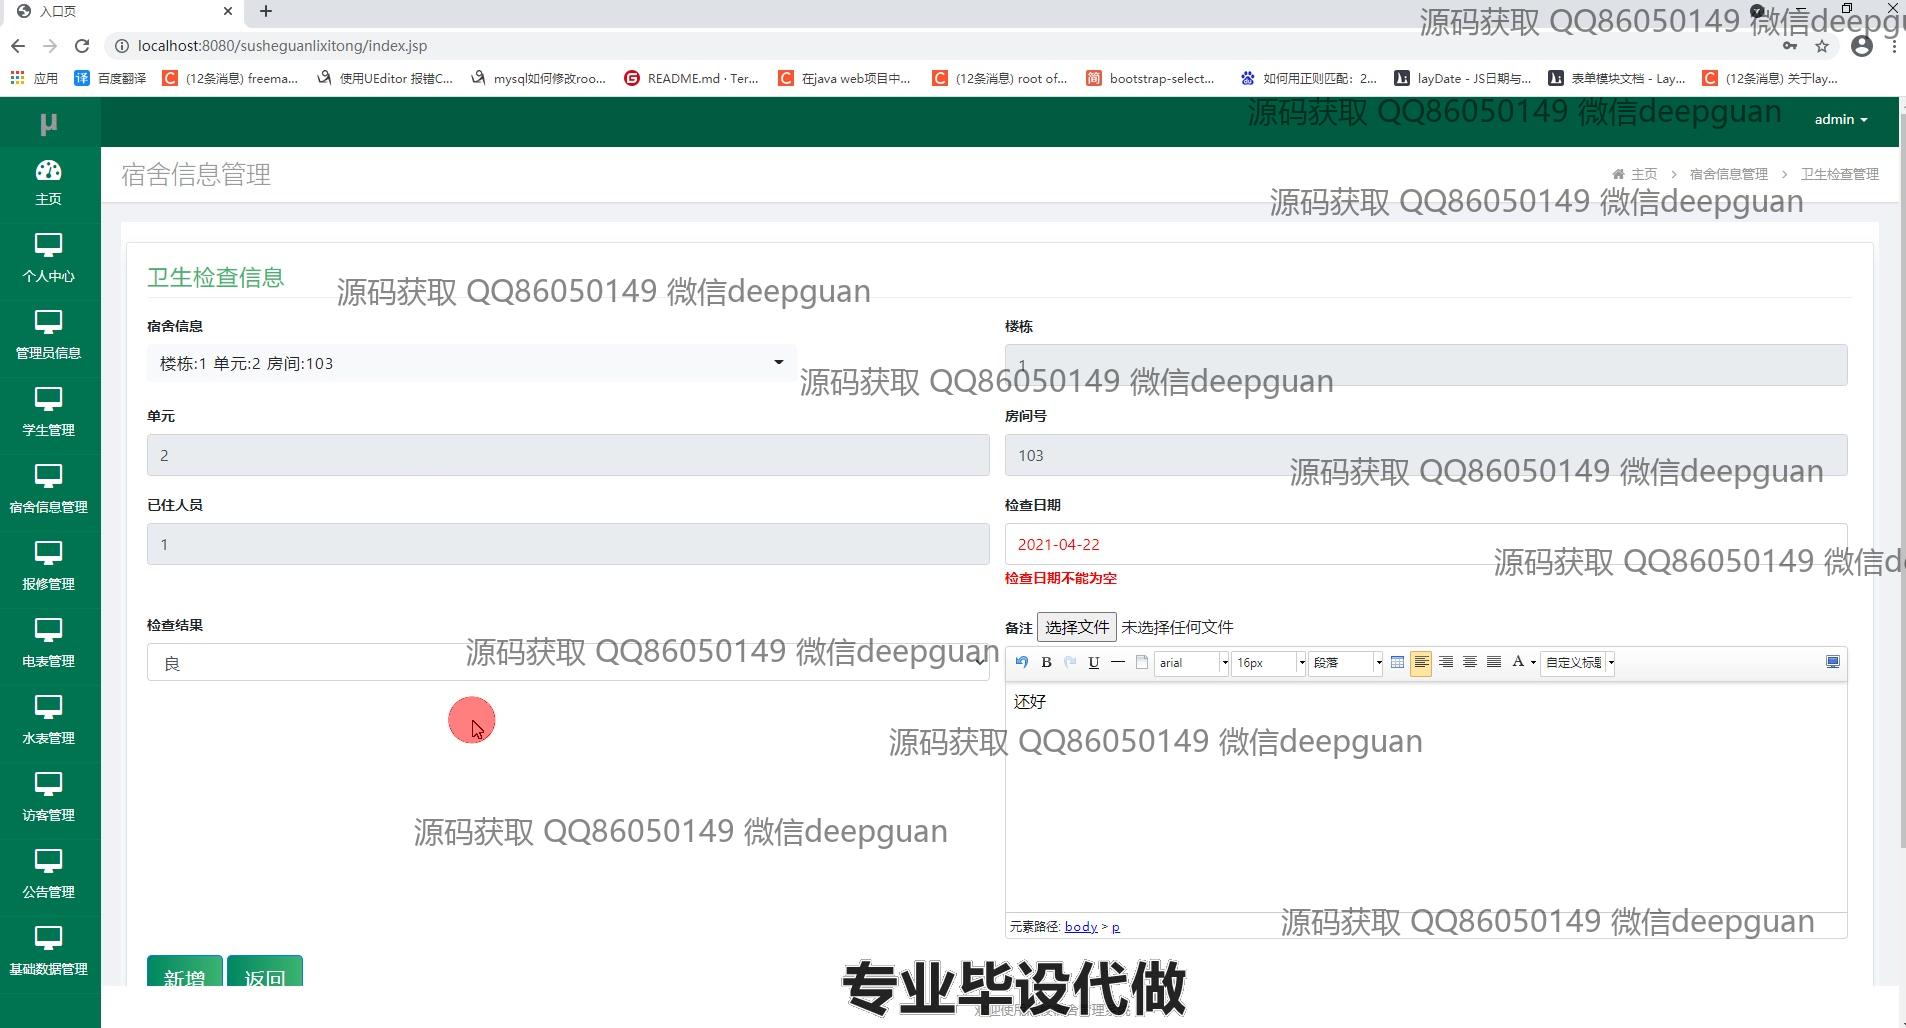 入口页
源码获取 QQ86050149 微信deepgu
localhost:8080/susheguanlixitong/index.jsp
应用
百度翻译
(12条消息) freema...
使用UEditor 报错C...
mysql如何修改roo...
README.md · Ter...
在java web项目中...
(12条消息) root of...
bootstrap-select...
如何用正则匹配：2...
layDate - JS日期与...
表单模块文档 - Lay...
(12条消息) 关于lay...
μ
源码获取 QQ86050149 微信deepguan
admin
宿舍信息管理
主页 > 宿舍信息管理 > 卫生检查管理
源码获取 QQ86050149 微信deepguan
主页
个人中心
管理员信息
学生管理
宿舍信息管理
报修管理
电表管理
水表管理
访客管理
公告管理
基础数据管理
卫生检查信息
源码获取 QQ86050149 微信deepguan
宿舍信息
楼栋:1 单元:2 房间:103
楼栋
1
源码获取 QQ86050149 微信deepguan
单元
2
房间号
103
源码获取 QQ86050149 微信deepguan
已住人员
1
检查日期
2021-04-22
检查日期不能为空
源码获取 QQ86050149 微信de
检查结果
良
源码获取 QQ86050149 微信deepguan
备注 选择文件 未选择任何文件
B U arial 16px 段落 A 自定义标题
还好
源码获取 QQ86050149 微信deepguan
源码获取 QQ86050149 微信deepguan
元素路径: body > p
源码获取 QQ86050149 微信deepguan
新增
返回
专业毕设代做